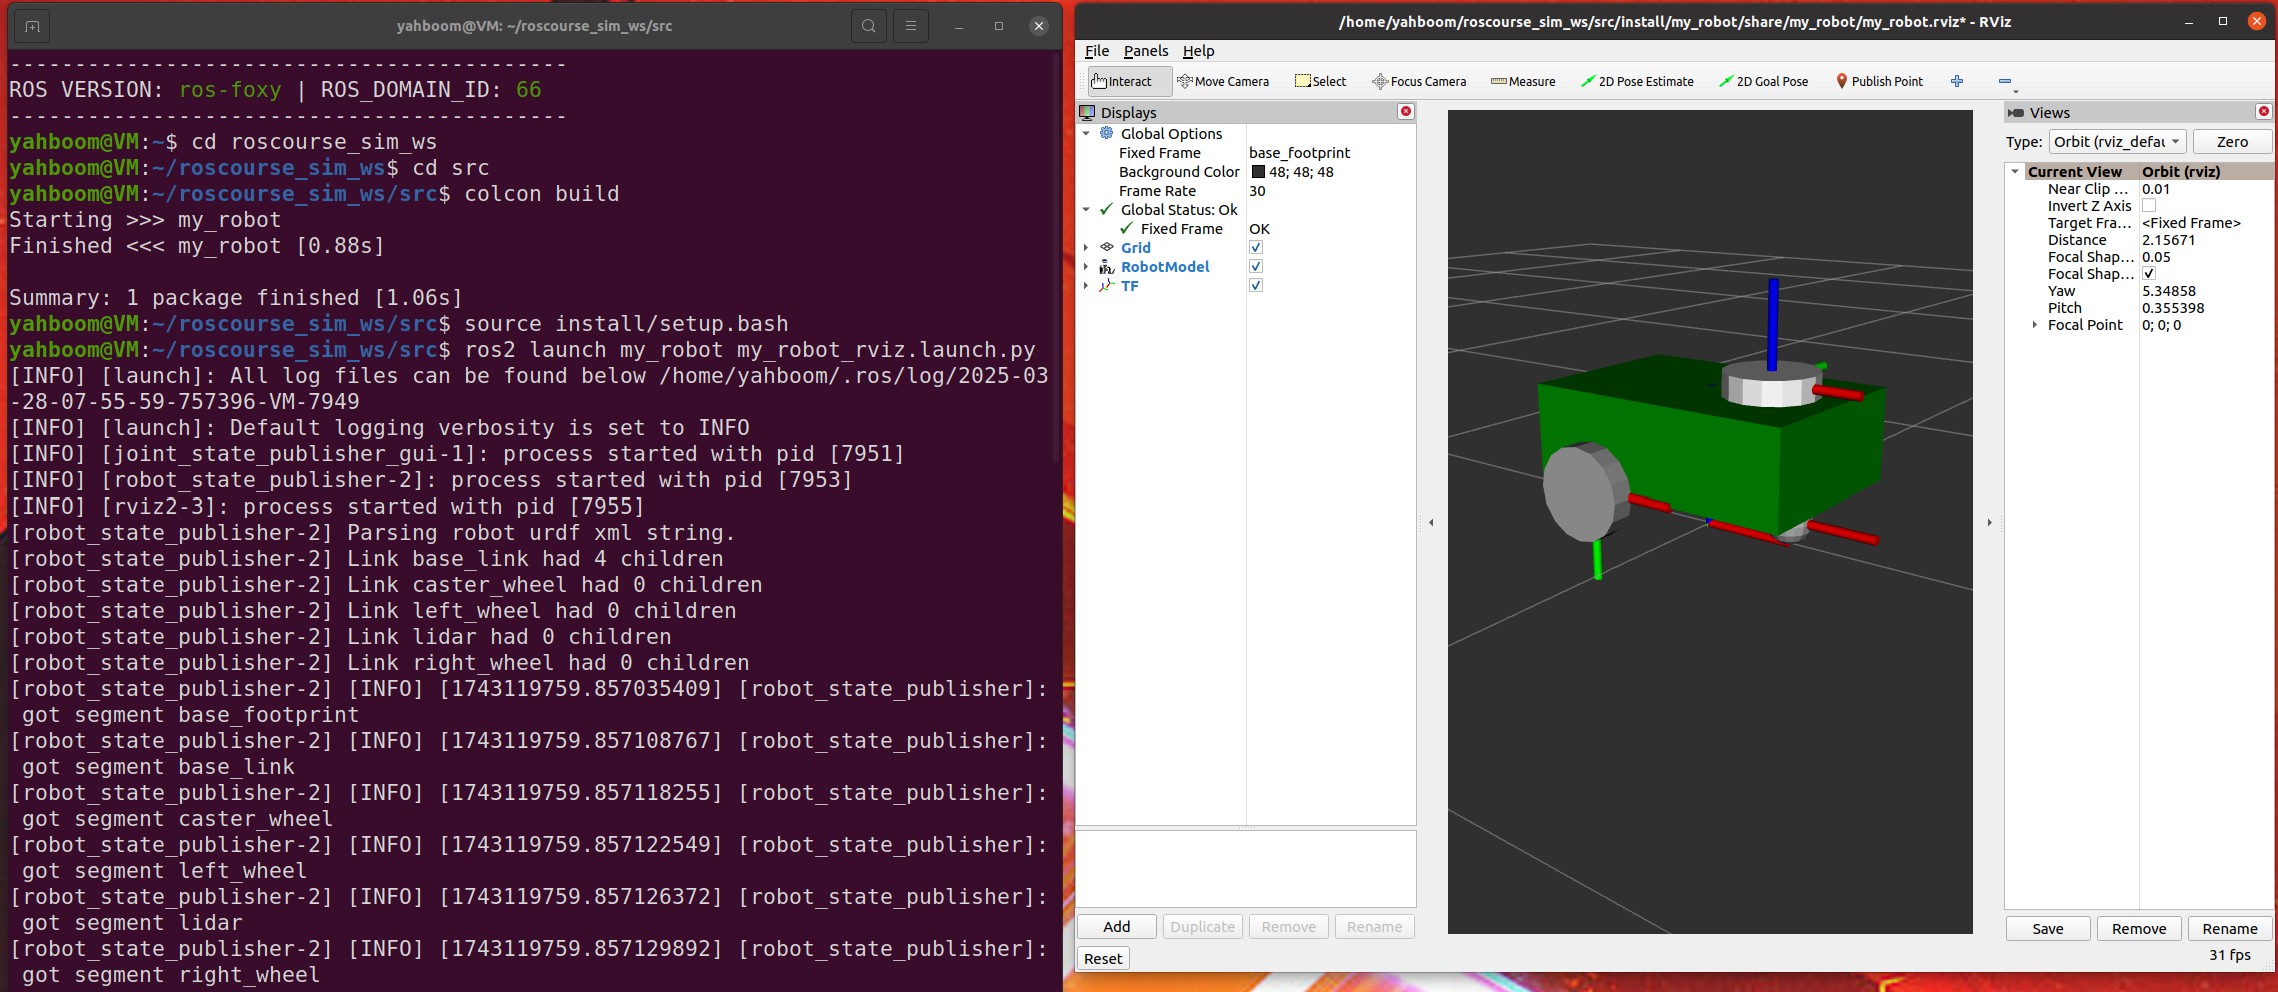 yahboom@VM: ~/roscourse_sim_ws/src
-------------------------------------------
ROS VERSION: ros-foxy | ROS_DOMAIN_ID: 66
-------------------------------------------
yahboom@VM:~$ cd roscourse_sim_ws
yahboom@VM:~/roscourse_sim_ws$ cd src
yahboom@VM:~/roscourse_sim_ws/src$ colcon build
Starting >>> my_robot
Finished <<< my_robot [0.88s]
Summary: 1 package finished [1.06s]
yahboom@VM:~/roscourse_sim_ws/src$ source install/setup.bash
yahboom@VM:~/roscourse_sim_ws/src$ ros2 launch my_robot my_robot_rviz.launch.py
[INFO] [launch]: All log files can be found below /home/yahboom/.ros/log/2025-03
-28-07-55-59-757396-VM-7949
[INFO] [launch]: Default logging verbosity is set to INFO
[INFO] [joint_state_publisher_gui-1]: process started with pid [7951]
[INFO] [robot_state_publisher-2]: process started with pid [7953]
[INFO] [rviz2-3]: process started with pid [7955]
[robot_state_publisher-2] Parsing robot urdf xml string.
[robot_state_publisher-2] Link base_link had 4 children
[robot_state_publisher-2] Link caster_wheel had 0 children
[robot_state_publisher-2] Link left_wheel had 0 children
[robot_state_publisher-2] Link lidar had 0 children
[robot_state_publisher-2] Link right_wheel had 0 children
[robot_state_publisher-2] [INFO] [1743119759.857035409] [robot_state_publisher]:
got segment base_footprint
[robot_state_publisher-2] [INFO] [1743119759.857108767] [robot_state_publisher]:
got segment base_link
[robot_state_publisher-2] [INFO] [1743119759.857118255] [robot_state_publisher]:
got segment caster_wheel
[robot_state_publisher-2] [INFO] [1743119759.857122549] [robot_state_publisher]:
got segment left_wheel
[robot_state_publisher-2] [INFO] [1743119759.857126372] [robot_state_publisher]:
got segment lidar
[robot_state_publisher-2] [INFO] [1743119759.857129892] [robot_state_publisher]:
got segment right_wheel
/home/yahboom/roscourse_sim_ws/src/install/my_robot/share/my_robot/my_robot.rviz* - RViz
File Panels Help
Interact Move Camera Select Focus Camera Measure 2D Pose Estimate 2D Goal Pose Publish Point
Displays
Global Options
Fixed Frame base_footprint
Background Color 48; 48; 48
Frame Rate 30
Global Status: Ok
Fixed Frame OK
Grid
RobotModel
TF
Add Duplicate Remove Rename
Reset
Views
Type: Orbit (rviz_defau Zero
Current View Orbit (rviz)
Near Clip ... 0.01
Invert Z Axis
Target Fra... <Fixed Frame>
Distance 2.15671
Focal Shap... 0.05
Focal Shap...
Yaw 5.34858
Pitch 0.355398
Focal Point 0; 0; 0
Save Remove Rename
31 fps